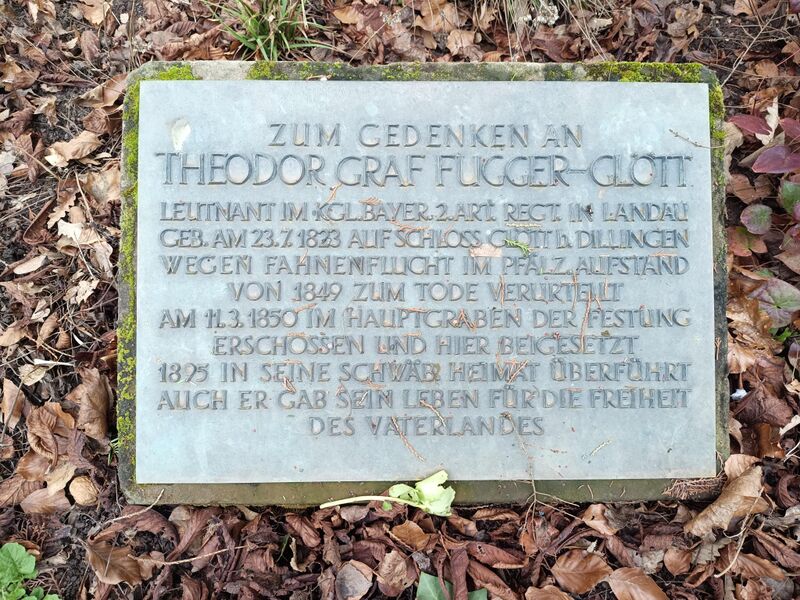 ZUM GEDENKEN AN
THEODOR GRAF FUGGER-GLÖTT
LEUTNANT IM KGL. BAYER. 2. ART. REGT. IN LANDAU
GEB. AM 23.7.1823 AUF SCHLOSS GLÖTT b. DILLINGEN
WEGEN FAHNENFLUCHT IM PFÄLZ. AUFSTAND
VON 1849 ZUM TODE VERURTEILT
AM 11.3.1850 IM HAUPTGRABEN DER FESTUNG
ERSCHOSSEN UND HIER BEIGESETZT
1895 IN SEINE SCHWÄB. HEIMAT ÜBERFÜHRT
AUCH ER GAB SEIN LEBEN FÜR DIE FREIHEIT
DES VATERLANDES